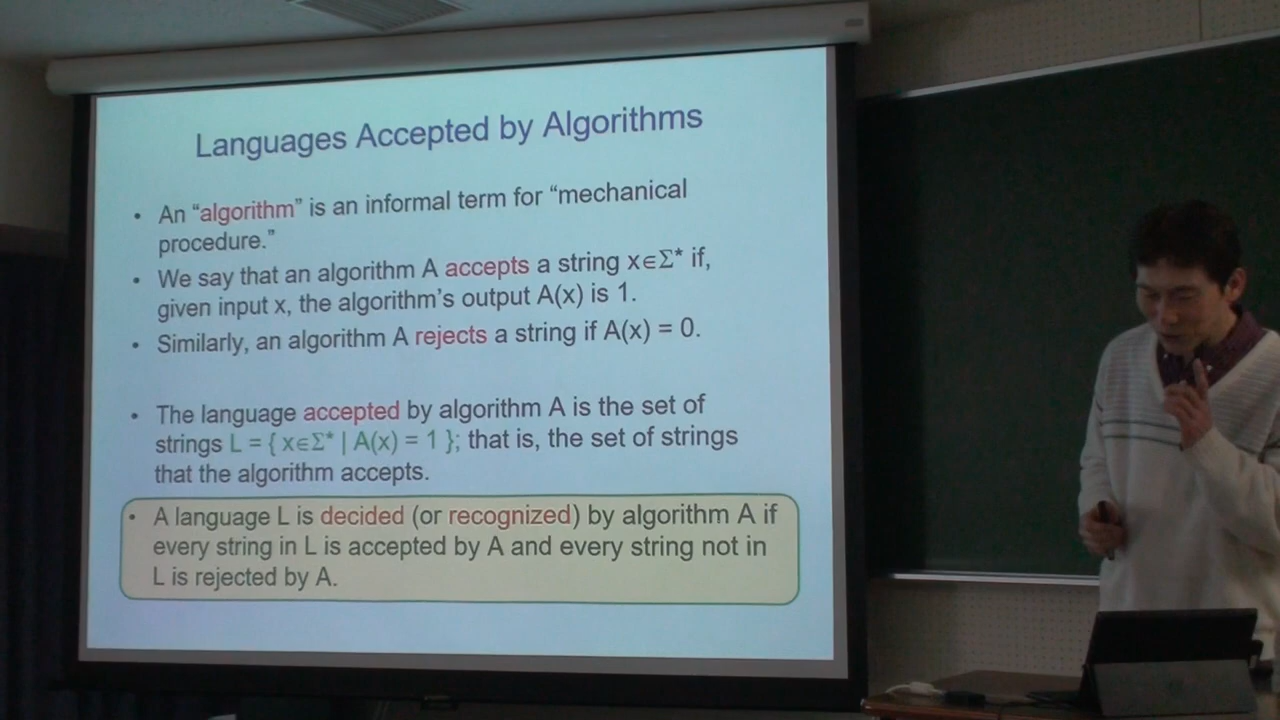 Languages Accepted by Algorithms
• An “algorithm” is an informal term for “mechanical
procedure.”
• We say that an algorithm A accepts a string x∈Σ* if,
given input x, the algorithm's output A(x) is 1.
• Similarly, an algorithm A rejects a string if A(x) = 0.
• The language accepted by algorithm A is the set of
strings L = { x∈Σ* | A(x) = 1 }; that is, the set of strings
that the algorithm accepts.
• A language L is decided (or recognized) by algorithm A if
every string in L is accepted by A and every string not in
L is rejected by A.